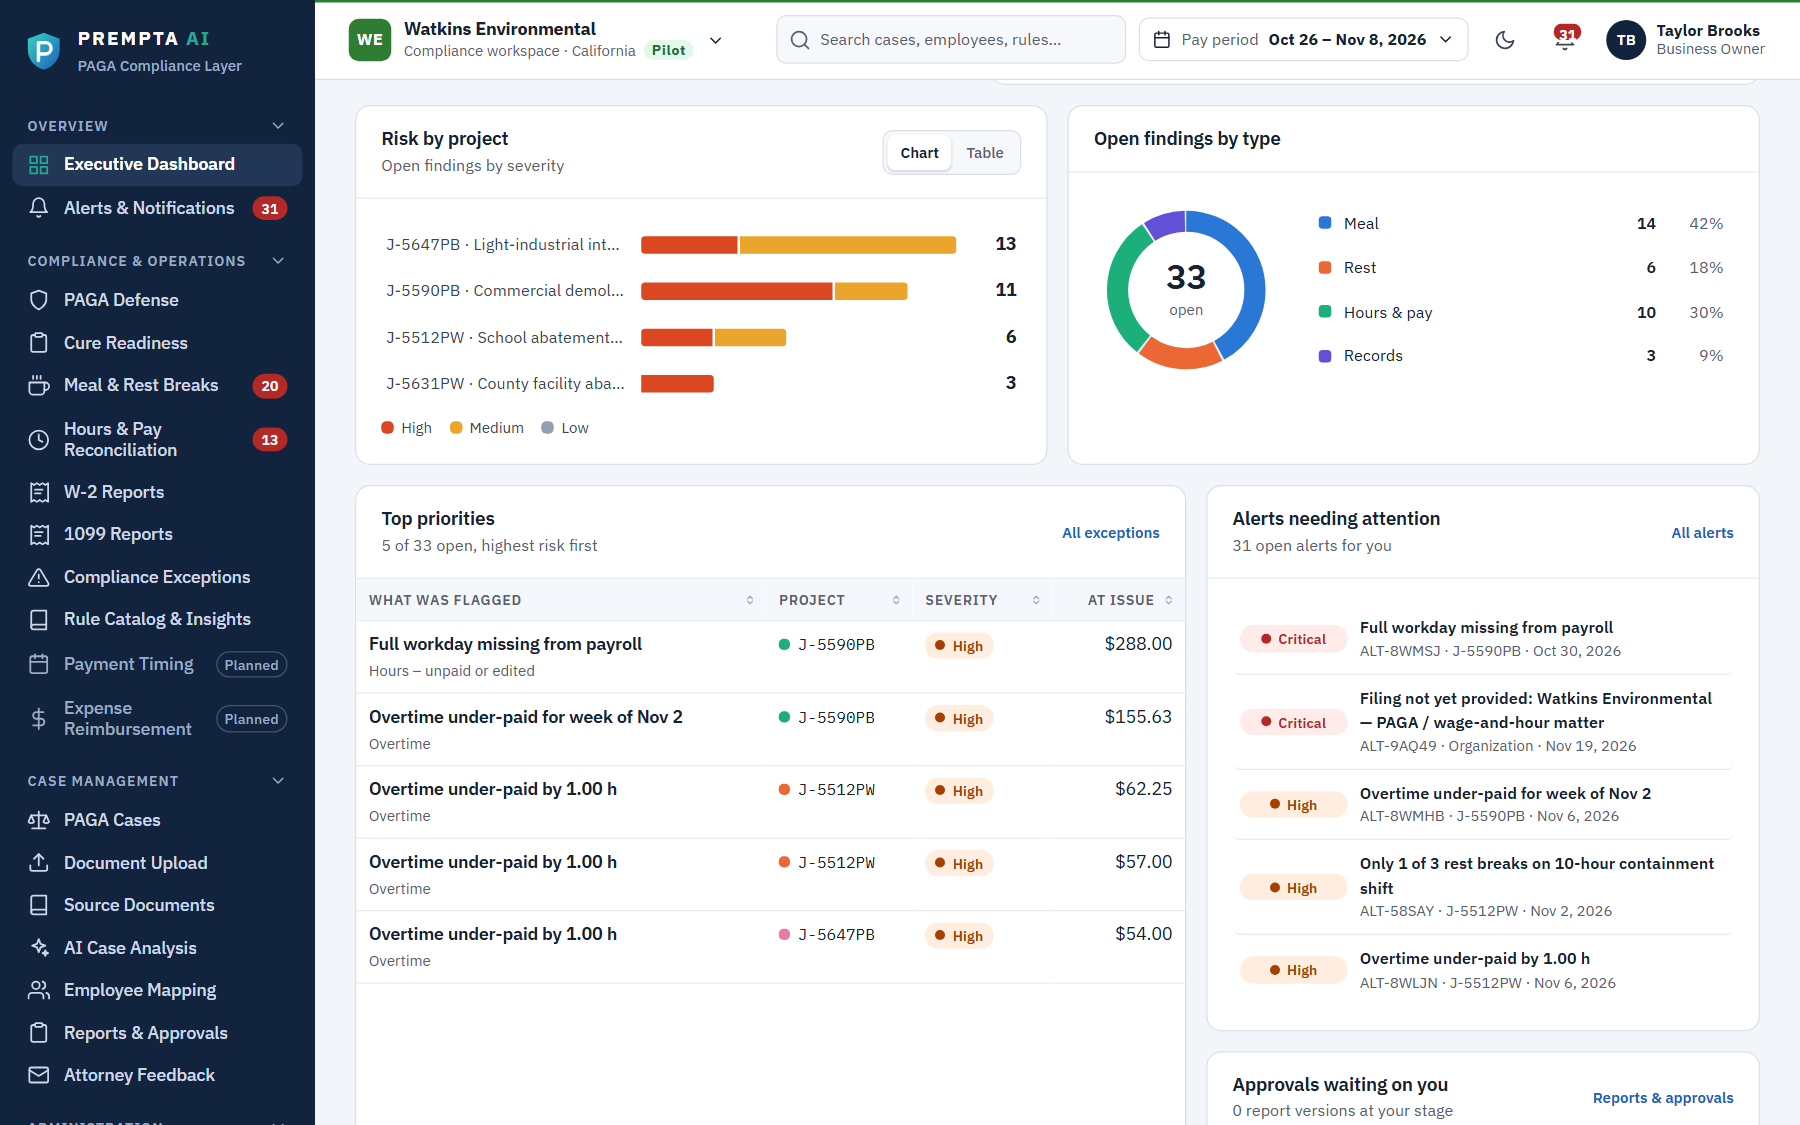 PREMPTA AI
PAGA Compliance Layer
OVERVIEW
Executive Dashboard
Alerts & Notifications 31
COMPLIANCE & OPERATIONS
PAGA Defense
Cure Readiness
Meal & Rest Breaks 20
Hours & Pay
Reconciliation 13
W-2 Reports
1099 Reports
Compliance Exceptions
Rule Catalog & Insights
Payment Timing Planned
Expense
Reimbursement Planned
CASE MANAGEMENT
PAGA Cases
Document Upload
Source Documents
AI Case Analysis
Employee Mapping
Reports & Approvals
Attorney Feedback
WE
Watkins Environmental
Compliance workspace · California Pilot
Search cases, employees, rules...
Pay period Oct 26 – Nov 8, 2026
31
TB
Taylor Brooks
Business Owner
Risk by project
Open findings by severity
Chart Table
J-5647PB · Light-industrial int... 13
J-5590PB · Commercial demol... 11
J-5512PW · School abatement... 6
J-5631PW · County facility aba... 3
High Medium Low
Open findings by type
33
open
Meal 14 42%
Rest 6 18%
Hours & pay 10 30%
Records 3 9%
Top priorities
5 of 33 open, highest risk first
All exceptions
WHAT WAS FLAGGED PROJECT SEVERITY AT ISSUE
Full workday missing from payroll J-5590PB High $288.00
Hours – unpaid or edited
Overtime under-paid for week of Nov 2 J-5590PB High $155.63
Overtime
Overtime under-paid by 1.00 h J-5512PW High $62.25
Overtime
Overtime under-paid by 1.00 h J-5512PW High $57.00
Overtime
Overtime under-paid by 1.00 h J-5647PB High $54.00
Overtime
Alerts needing attention
31 open alerts for you
All alerts
Critical Full workday missing from payroll
ALT-8WMSJ · J-5590PB · Oct 30, 2026
Critical Filing not yet provided: Watkins Environmental
— PAGA / wage-and-hour matter
ALT-9AQ49 · Organization · Nov 19, 2026
High Overtime under-paid for week of Nov 2
ALT-8WMHB · J-5590PB · Nov 6, 2026
High Only 1 of 3 rest breaks on 10-hour containment
shift
ALT-58SAY · J-5512PW · Nov 2, 2026
High Overtime under-paid by 1.00 h
ALT-8WLJN · J-5512PW · Nov 6, 2026
Approvals waiting on you
0 report versions at your stage
Reports & approvals